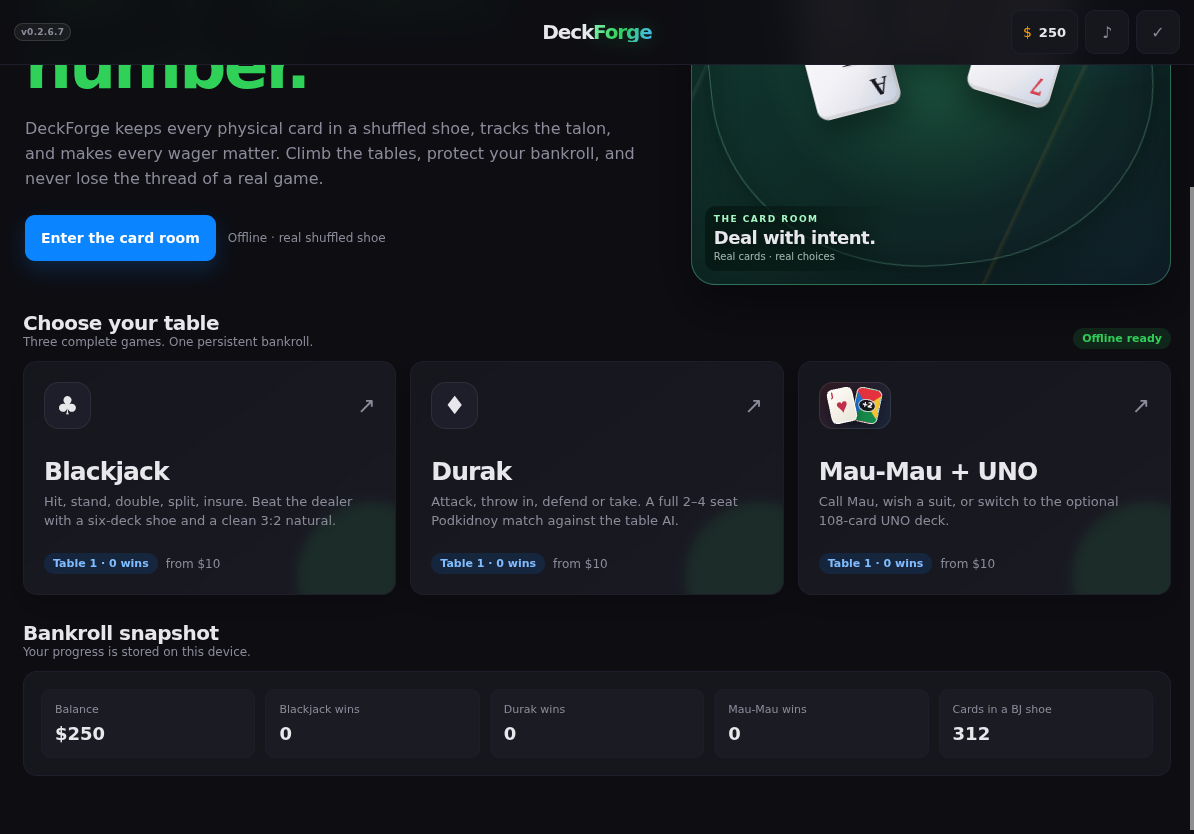 v0.2.6.7
DeckForge
$ 250
♪
✓
number.
A
7
DeckForge keeps every physical card in a shuffled shoe, tracks the talon,
and makes every wager matter. Climb the tables, protect your bankroll, and
never lose the thread of a real game.
Enter the card room
Offline · real shuffled shoe
THE CARD ROOM
Deal with intent.
Real cards · real choices
Choose your table
Three complete games. One persistent bankroll.
Offline ready
♣
↗
Blackjack
Hit, stand, double, split, insure. Beat the dealer
with a six-deck shoe and a clean 3:2 natural.
Table 1 · 0 wins
from $10
♦
↗
Durak
Attack, throw in, defend or take. A full 2–4 seat
Podkidnoy match against the table AI.
Table 1 · 0 wins
from $10
+2
↗
Mau-Mau + UNO
Call Mau, wish a suit, or switch to the optional
108-card UNO deck.
Table 1 · 0 wins
from $10
Bankroll snapshot
Your progress is stored on this device.
Balance
$250
Blackjack wins
0
Durak wins
0
Mau-Mau wins
0
Cards in a BJ shoe
312